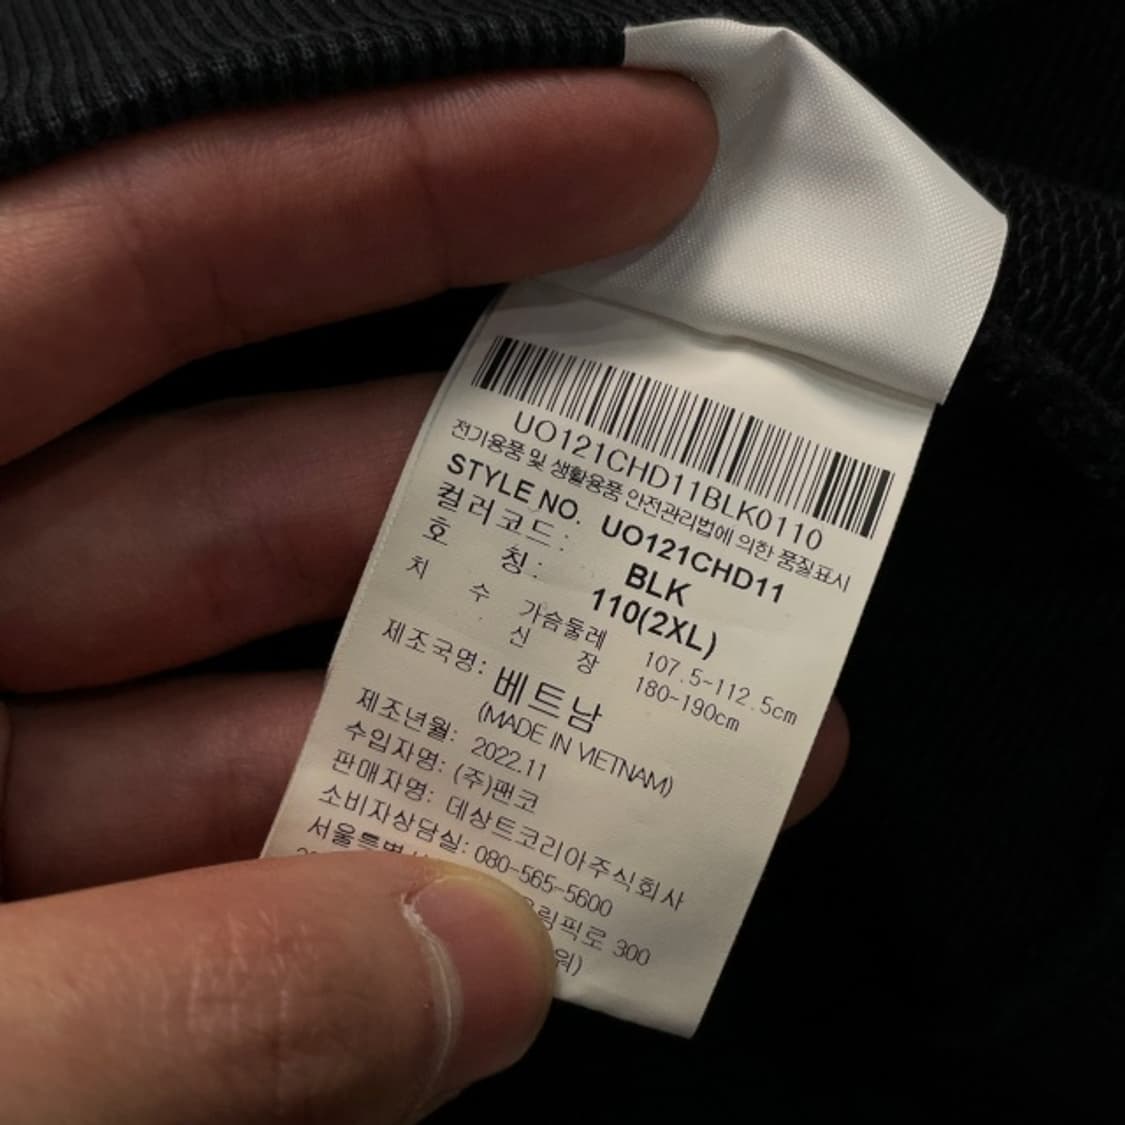 UO121CHD11BLK0110
전기용품 및 생활용품 안전관리법에 의한 품질표시
STYLE NO. UO121CHD11
컬러코드: BLK
호 칭: 110(2XL)
치 수 가슴둘레 107.5-112.5cm
신 장 180-190cm
제조국명: 베트남
(MADE IN VIETNAM)
제조년월: 2022.11
수입자명: (주)팬코
판매자명: 데상트코리아주식회사
소비자상담실: 080-565-5600
300